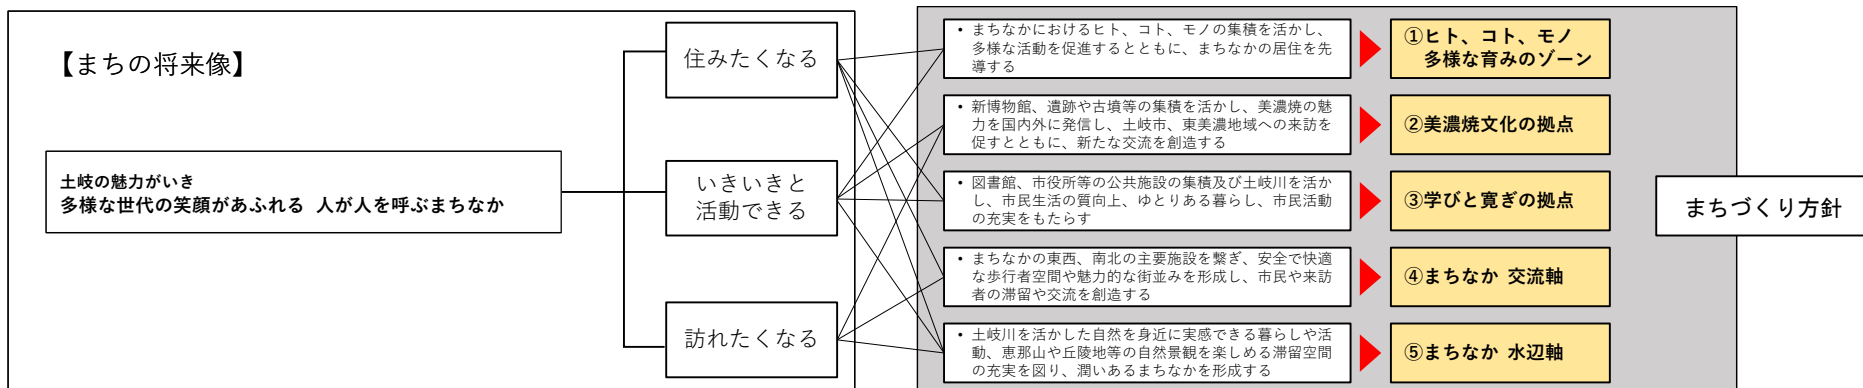 【まちの将来像】
土岐の魅力がいき
多様な世代の笑顔があふれる 人が人を呼ぶまちなか
住みたくなる
いきいきと
活動できる
訪れたくなる
• まちなかにおけるヒト、コト、モノの集積を活かし、
多様な活動を促進するとともに、まちなかの居住を先
導する
①ヒト、コト、モノ
多様な育みのゾーン
• 新博物館、遺跡や古墳等の集積を活かし、美濃焼の魅
力を国内外に発信し、土岐市、東美濃地域への来訪を
促すとともに、新たな交流を創造する
②美濃焼文化の拠点
• 図書館、市役所等の公共施設の集積及び土岐川を活か
し、市民生活の質向上、ゆとりある暮らし、市民活動
の充実をもたらす
③学びと寛ぎの拠点
• まちなかの東西、南北の主要施設を繋ぎ、安全で快適
な歩行者空間や魅力的な街並みを形成し、市民や来訪
者の滞留や交流を創造する
④まちなか 交流軸
• 土岐川を活かした自然を身近に実感できる暮らしや活
動、恵那山や丘陵地等の自然景観を楽しめる滞留空間
の充実を図り、潤いあるまちなかを形成する
⑤まちなか 水辺軸
まちづくり方針